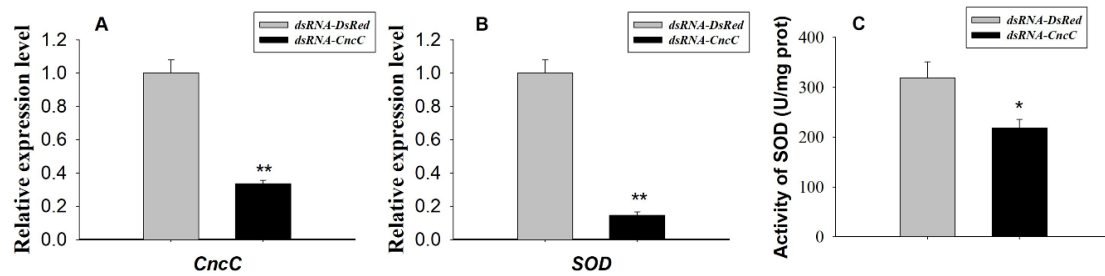 A
dsRNA-DsRed
dsRNA-CncC
Relative expression level
1.2
1.0
0.8
0.6
0.4
0.2
0.0
**
CncC
B
dsRNA-DsRed
dsRNA-CncC
Relative expression level
1.2
1.0
0.8
0.6
0.4
0.2
0.0
**
SOD
C
dsRNA-DsRed
dsRNA-CncC
Activity of SOD (U/mg prot)
400
300
200
100
0
*